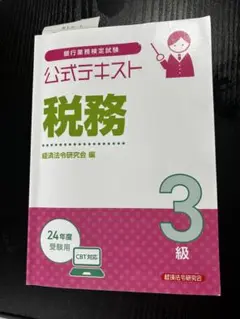 銀行業務検定試験
公式テキスト
税務
経済法令研究会 編
3
級
24年度
受験用
CBT対応
経済法令研究会